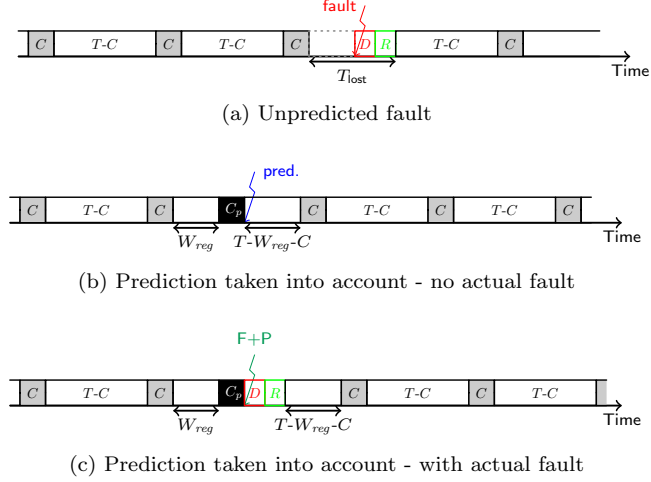 fault
C T-C C T-C C D R T-C C
T_lost
Time
(a) Unpredicted fault
pred.
C T-C C C_p C T-C C T-C C
W_reg T-W_reg-C
Time
(b) Prediction taken into account - no actual fault
F+P
C T-C C C_p D R C T-C C T-C
W_reg T-W_reg-C
Time
(c) Prediction taken into account - with actual fault